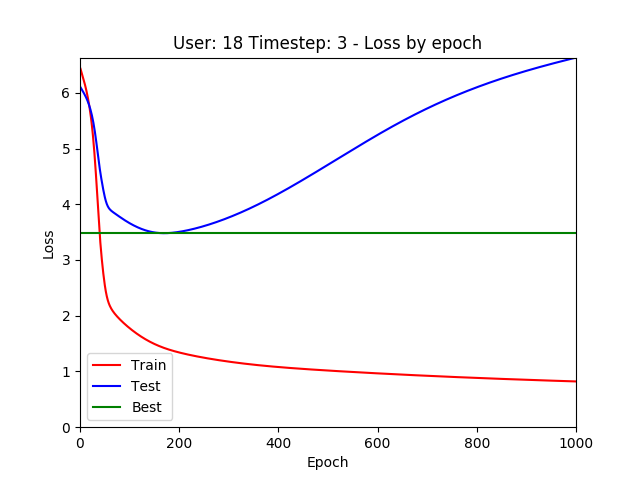 User: 18 Timestep: 3 - Loss by epoch
6
5
4
3
2
1
0
Loss
Train
Test
Best
0 200 400 600 800 1000
Epoch